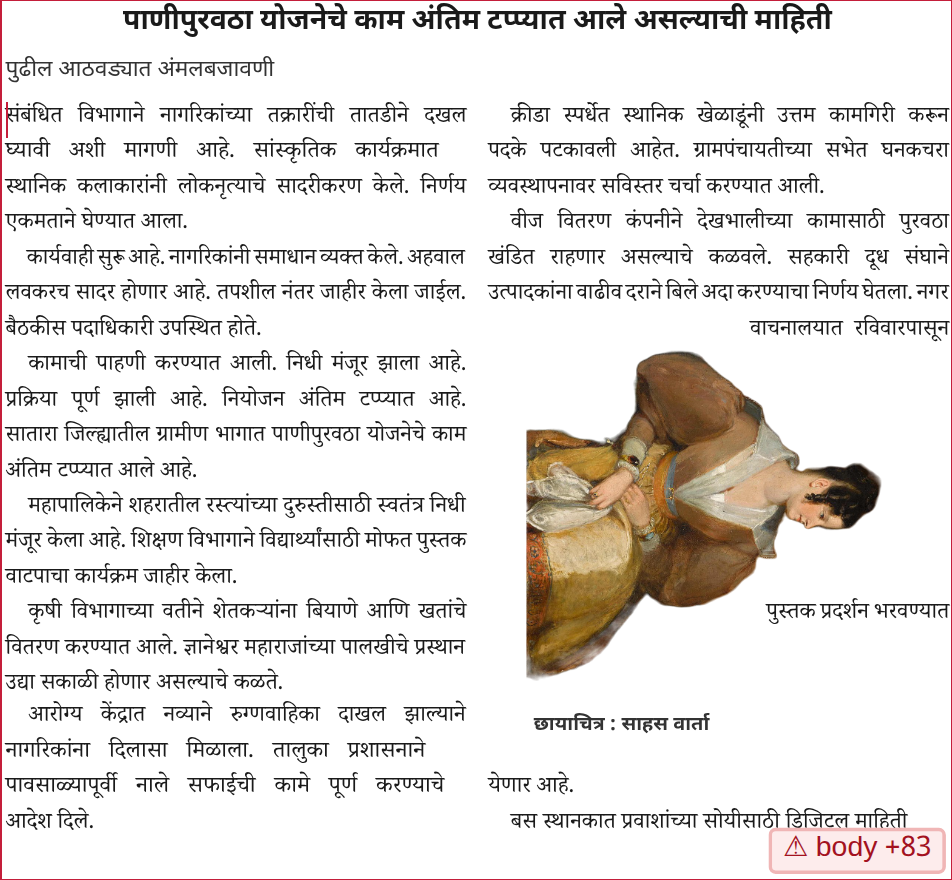 पाणीपुरवठा योजनेचे काम अंतिम टप्प्यात आले असल्याची माहिती
पुढील आठवड्यात अंमलबजावणी
संबंधित विभागाने नागरिकांच्या तक्रारींची तातडीने दखल
घ्यावी अशी मागणी आहे. सांस्कृतिक कार्यक्रमात
स्थानिक कलाकारांनी लोकनृत्याचे सादरीकरण केले. निर्णय
एकमताने घेण्यात आला.
कार्यवाही सुरू आहे. नागरिकांनी समाधान व्यक्त केले. अहवाल
लवकरच सादर होणार आहे. तपशील नंतर जाहीर केला जाईल.
बैठकीस पदाधिकारी उपस्थित होते.
कामाची पाहणी करण्यात आली. निधी मंजूर झाला आहे.
प्रक्रिया पूर्ण झाली आहे. नियोजन अंतिम टप्प्यात आहे.
सातारा जिल्ह्यातील ग्रामीण भागात पाणीपुरवठा योजनेचे काम
अंतिम टप्प्यात आले आहे.
महापालिकेने शहरातील रस्त्यांच्या दुरुस्तीसाठी स्वतंत्र निधी
मंजूर केला आहे. शिक्षण विभागाने विद्यार्थ्यांसाठी मोफत पुस्तक
वाटपाचा कार्यक्रम जाहीर केला.
कृषी विभागाच्या वतीने शेतकऱ्यांना बियाणे आणि खतांचे
वितरण करण्यात आले. ज्ञानेश्वर महाराजांच्या पालखीचे प्रस्थान
उद्या सकाळी होणार असल्याचे कळते.
आरोग्य केंद्रात नव्याने रुग्णवाहिका दाखल झाल्याने
नागरिकांना दिलासा मिळाला. तालुका प्रशासनाने
पावसाळ्यापूर्वी नाले सफाईची कामे पूर्ण करण्याचे
आदेश दिले.
क्रीडा स्पर्धेत स्थानिक खेळाडूंनी उत्तम कामगिरी करून
पदके पटकावली आहेत. ग्रामपंचायतीच्या सभेत घनकचरा
व्यवस्थापनावर सविस्तर चर्चा करण्यात आली.
वीज वितरण कंपनीने देखभालीच्या कामासाठी पुरवठा
खंडित राहणार असल्याचे कळवले. सहकारी दूध संघाने
उत्पादकांना वाढीव दराने बिले अदा करण्याचा निर्णय घेतला. नगर
वाचनालयात रविवारपासून
पुस्तक प्रदर्शन भरवण्यात
छायाचित्र : साहस वार्ता
येणार आहे.
बस स्थानकात प्रवाशांच्या सोयीसाठी डिजिटल माहिती
⚠ body +83